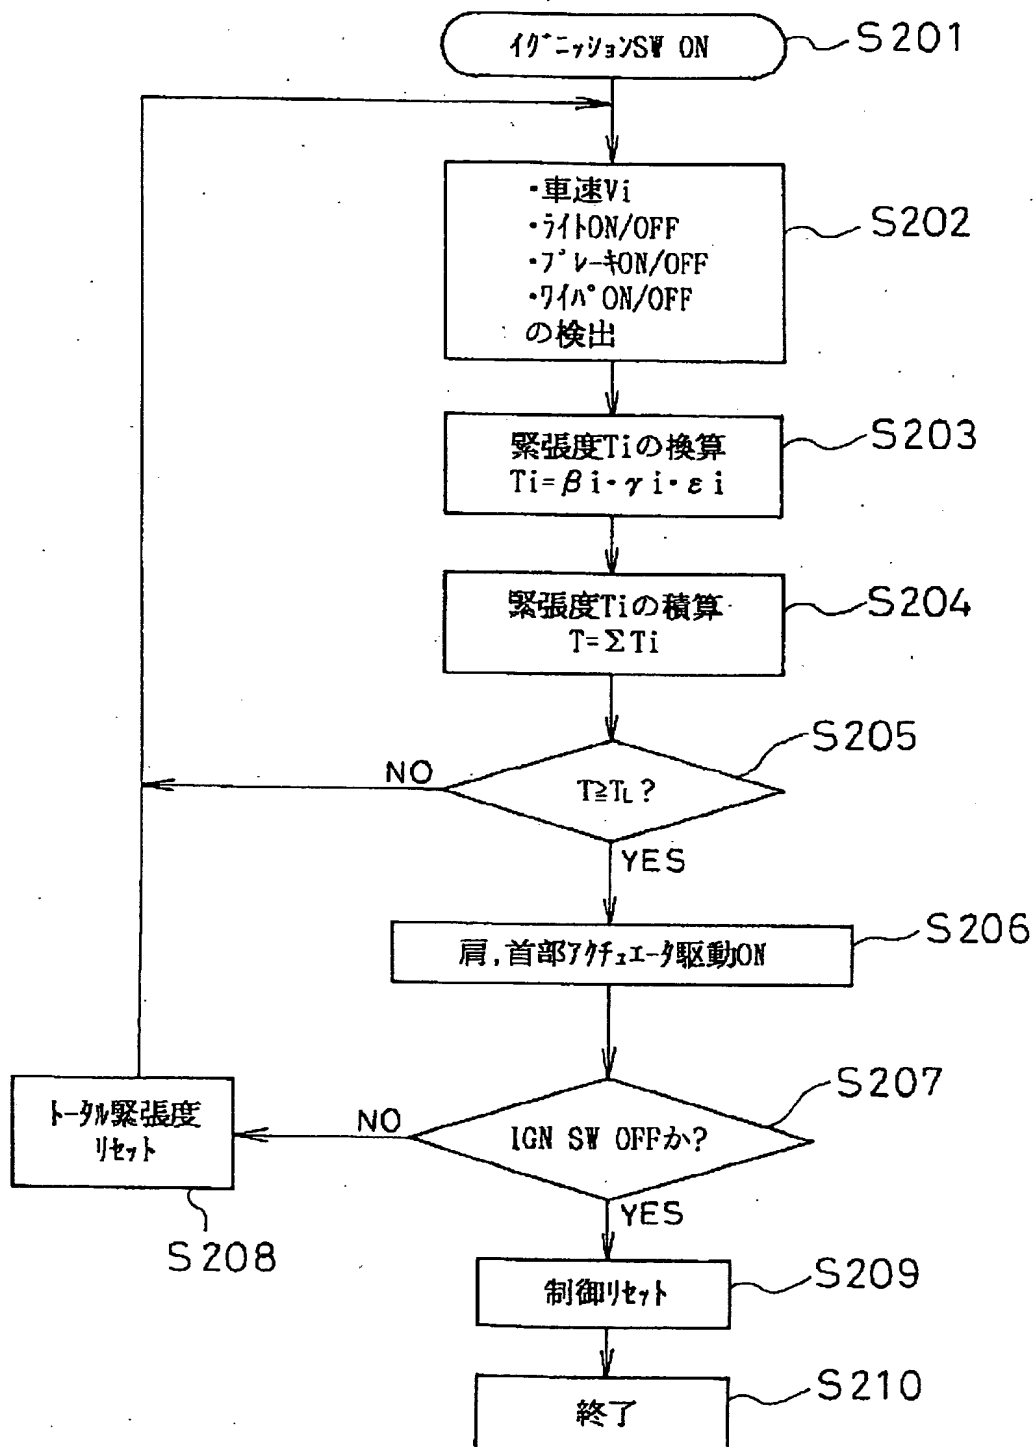 イグニッションSW ON
S201
・車速Vi
・ライトON/OFF
・ブレーキON/OFF
・ワイパON/OFF
の検出
S202
緊張度Tiの換算
Ti=βi・γi・εi
S203
緊張度Tiの積算
T=ΣTi
S204
S205
NO
T≧TL?
YES
肩,首部アクチュエータ駆動ON
S206
S207
トータル緊張度
リセット
NO
IGN SW OFFか?
YES
S208
制御リセット
S209
終了
S210